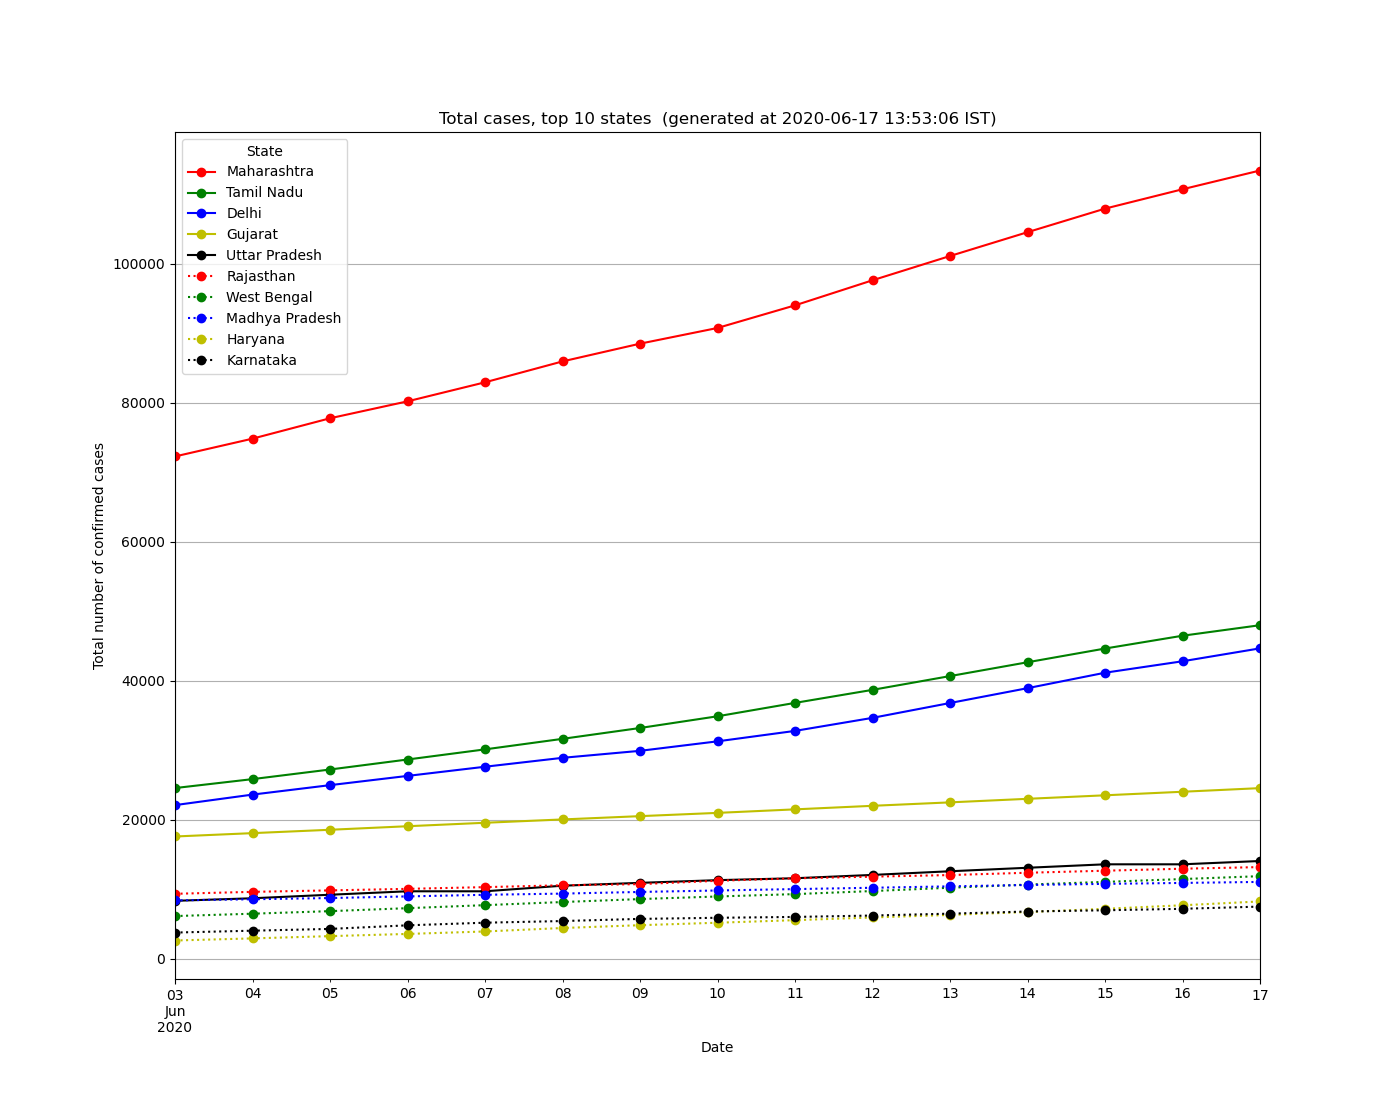 Total cases, top 10 states  (generated at 2020-06-17 13:53:06 IST)
State
Maharashtra
Tamil Nadu
Delhi
Gujarat
Uttar Pradesh
Rajasthan
West Bengal
Madhya Pradesh
Haryana
Karnataka
Total number of confirmed cases
100000
80000
60000
40000
20000
0
03 04 05 06 07 08 09 10 11 12 13 14 15 16 17
Jun
2020
Date